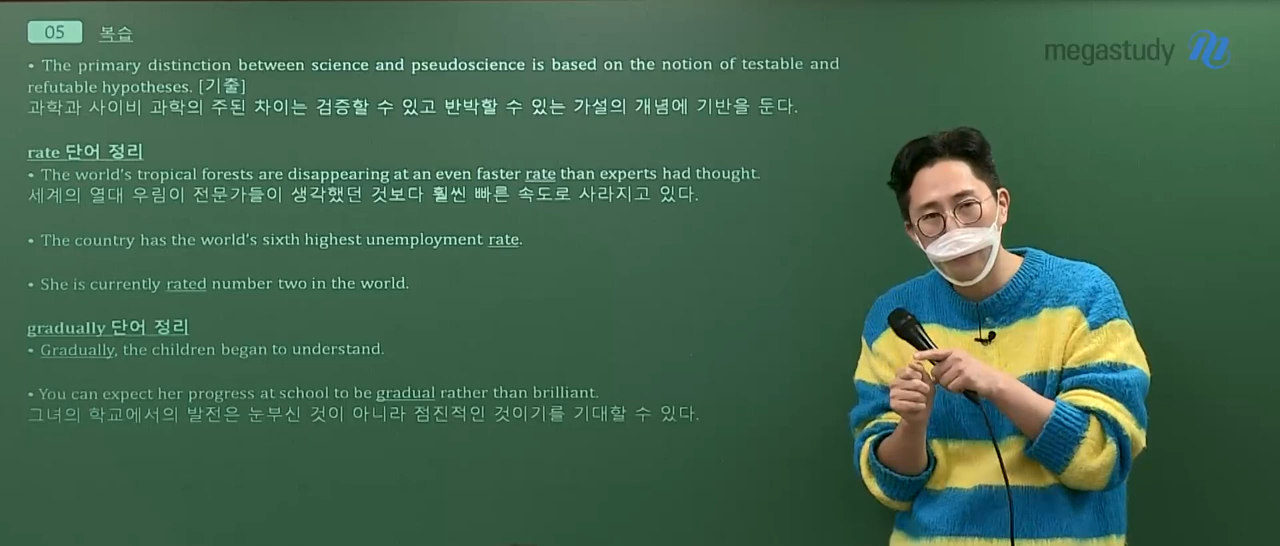 05 복습
megastudy
• The primary distinction between science and pseudoscience is based on the notion of testable and
refutable hypotheses. [기출]
과학과 사이비 과학의 주된 차이는 검증할 수 있고 반박할 수 있는 가설의 개념에 기반을 둔다.
rate 단어 정리
• The world's tropical forests are disappearing at an even faster rate than experts had thought.
세계의 열대 우림이 전문가들이 생각했던 것보다 훨씬 빠른 속도로 사라지고 있다.
• The country has the world's sixth highest unemployment rate.
• She is currently rated number two in the world.
gradually 단어 정리
• Gradually, the children began to understand.
• You can expect her progress at school to be gradual rather than brilliant.
그녀의 학교에서의 발전은 눈부신 것이 아니라 점진적인 것이기를 기대할 수 있다.